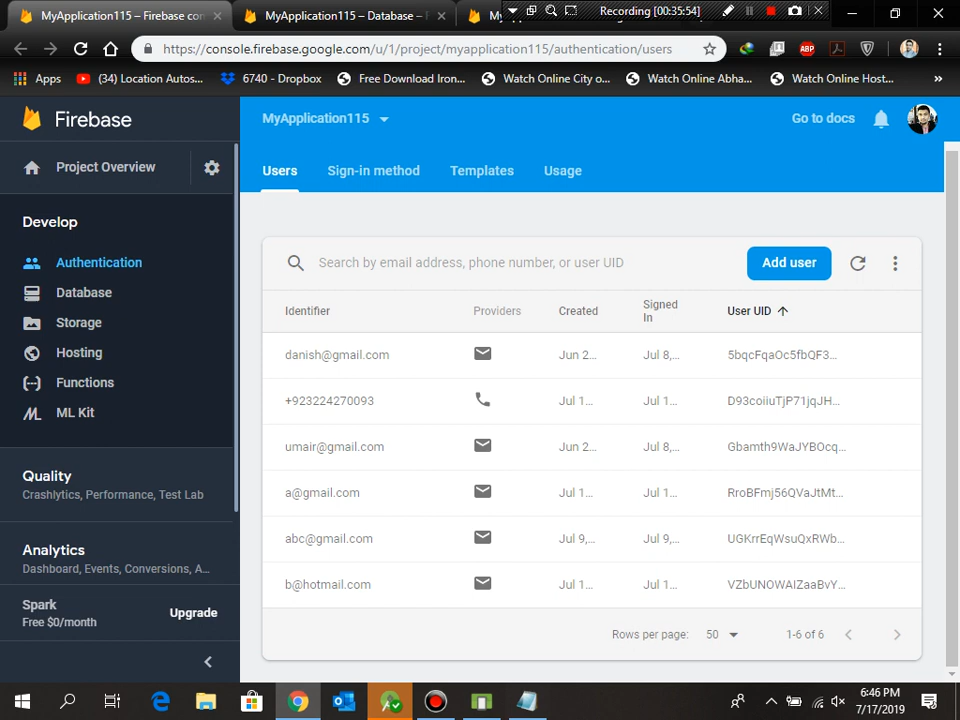 MyApplication115 – Firebase con
MyApplication115 – Database – F
My
Recording [00:35:54]
https://console.firebase.google.com/u/1/project/myapplication115/authentication/users
ABP
Apps
(34) Location Autos...
6740 - Dropbox
Free Download Iron...
Watch Online City o...
Watch Online Abha...
Watch Online Host...
»
Firebase
MyApplication115
Go to docs
Project Overview
Users
Sign-in method
Templates
Usage
Develop
Authentication
Database
Storage
Hosting
Functions
ML Kit
Quality
Crashlytics, Performance, Test Lab
Analytics
Dashboard, Events, Conversions, A...
Spark
Free $0/month
Upgrade
Search by email address, phone number, or user UID
Add user
Identifier
Providers
Created
Signed In
User UID
danish@gmail.com
Jun 2...
Jul 8,...
5bqcFqaOc5fbQF3...
+923224270093
Jul 1...
Jul 1...
D93coiiuTjP71jqJH...
umair@gmail.com
Jun 2...
Jul 8,...
Gbamth9WaJYBOcq...
a@gmail.com
Jul 1...
Jul 1...
RroBFmj56QVaJtMt...
abc@gmail.com
Jul 9,...
Jul 9,...
UGKrrEqWsuQxRWb...
b@hotmail.com
Jul 1...
Jul 1...
VZbUNOWAIZaaBvY...
Rows per page:
50
1-6 of 6
6:46 PM
7/17/2019